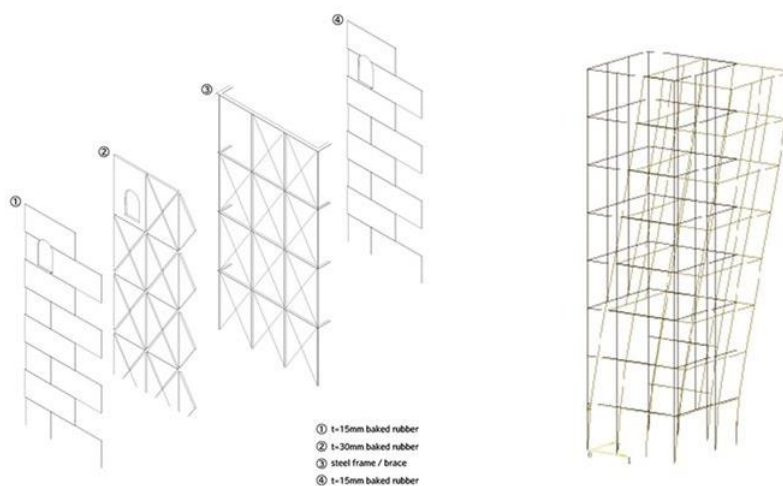 ④
③
②
①
① t=15mm baked rubber
② t=30mm baked rubber
③ steel frame / brace
④ t=15mm baked rubber